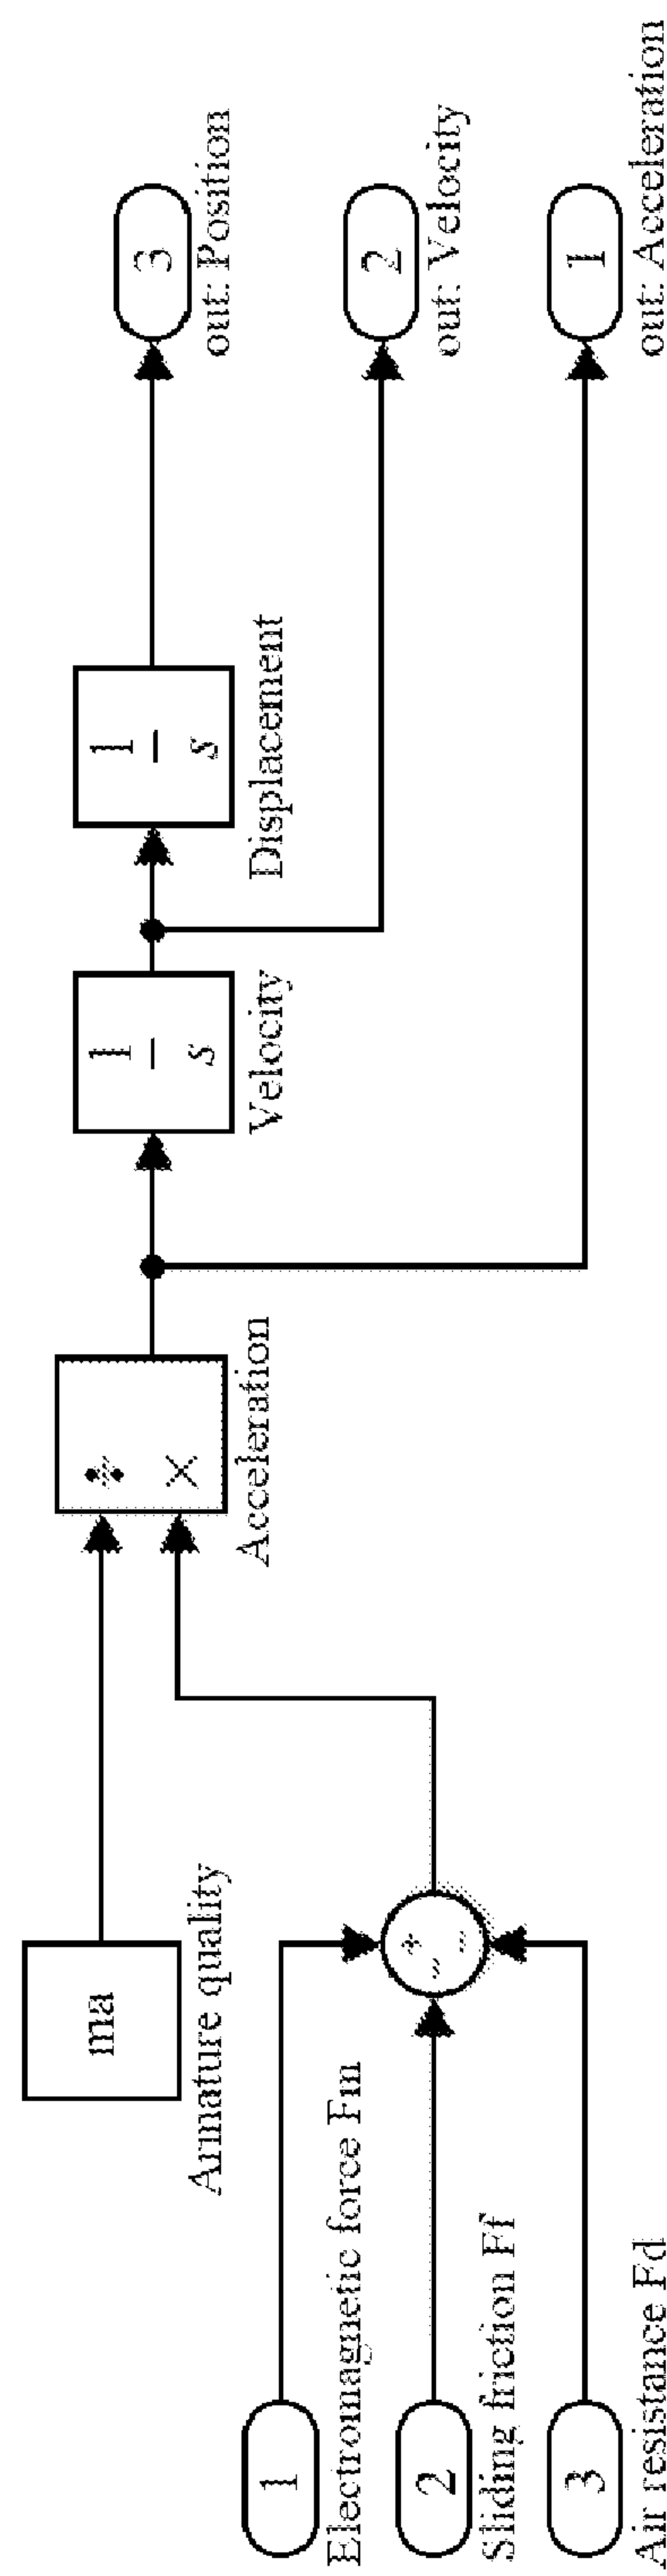 ma
Armature quality
1
Electromagnetic force Fm
2
Sliding friction Ff
3
Air resistance Fd
+
-
-
÷
×
Acceleration
1
s
Velocity
1
s
Displacement
3
out: Position
2
out: Velocity
1
out: Acceleration